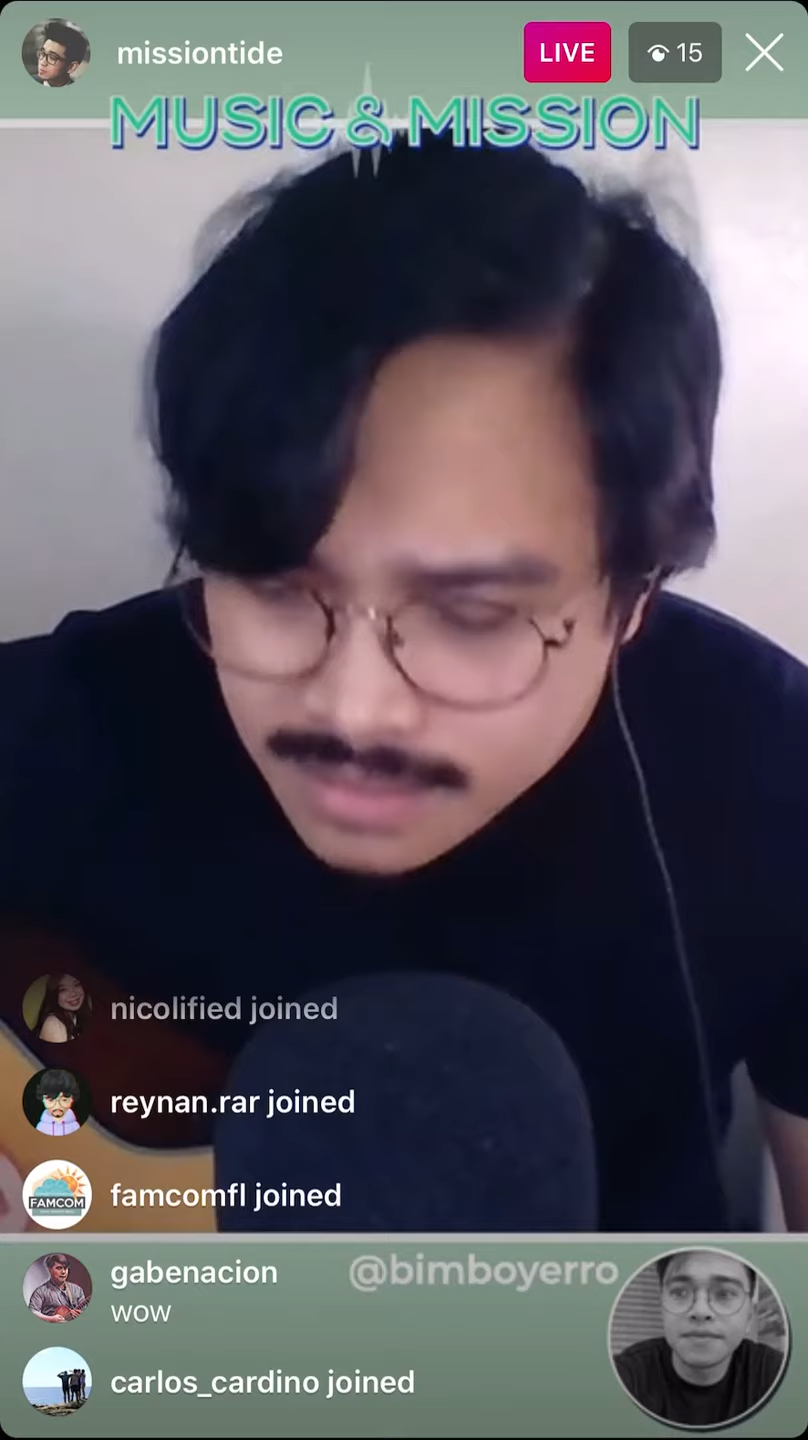 missiontide
LIVE
15
MUSIC & MISSION
nicolified joined
reynan.rar joined
FAMCOM
famcomfl joined
gabenacion
wow
@bimboyerro
carlos_cardino joined